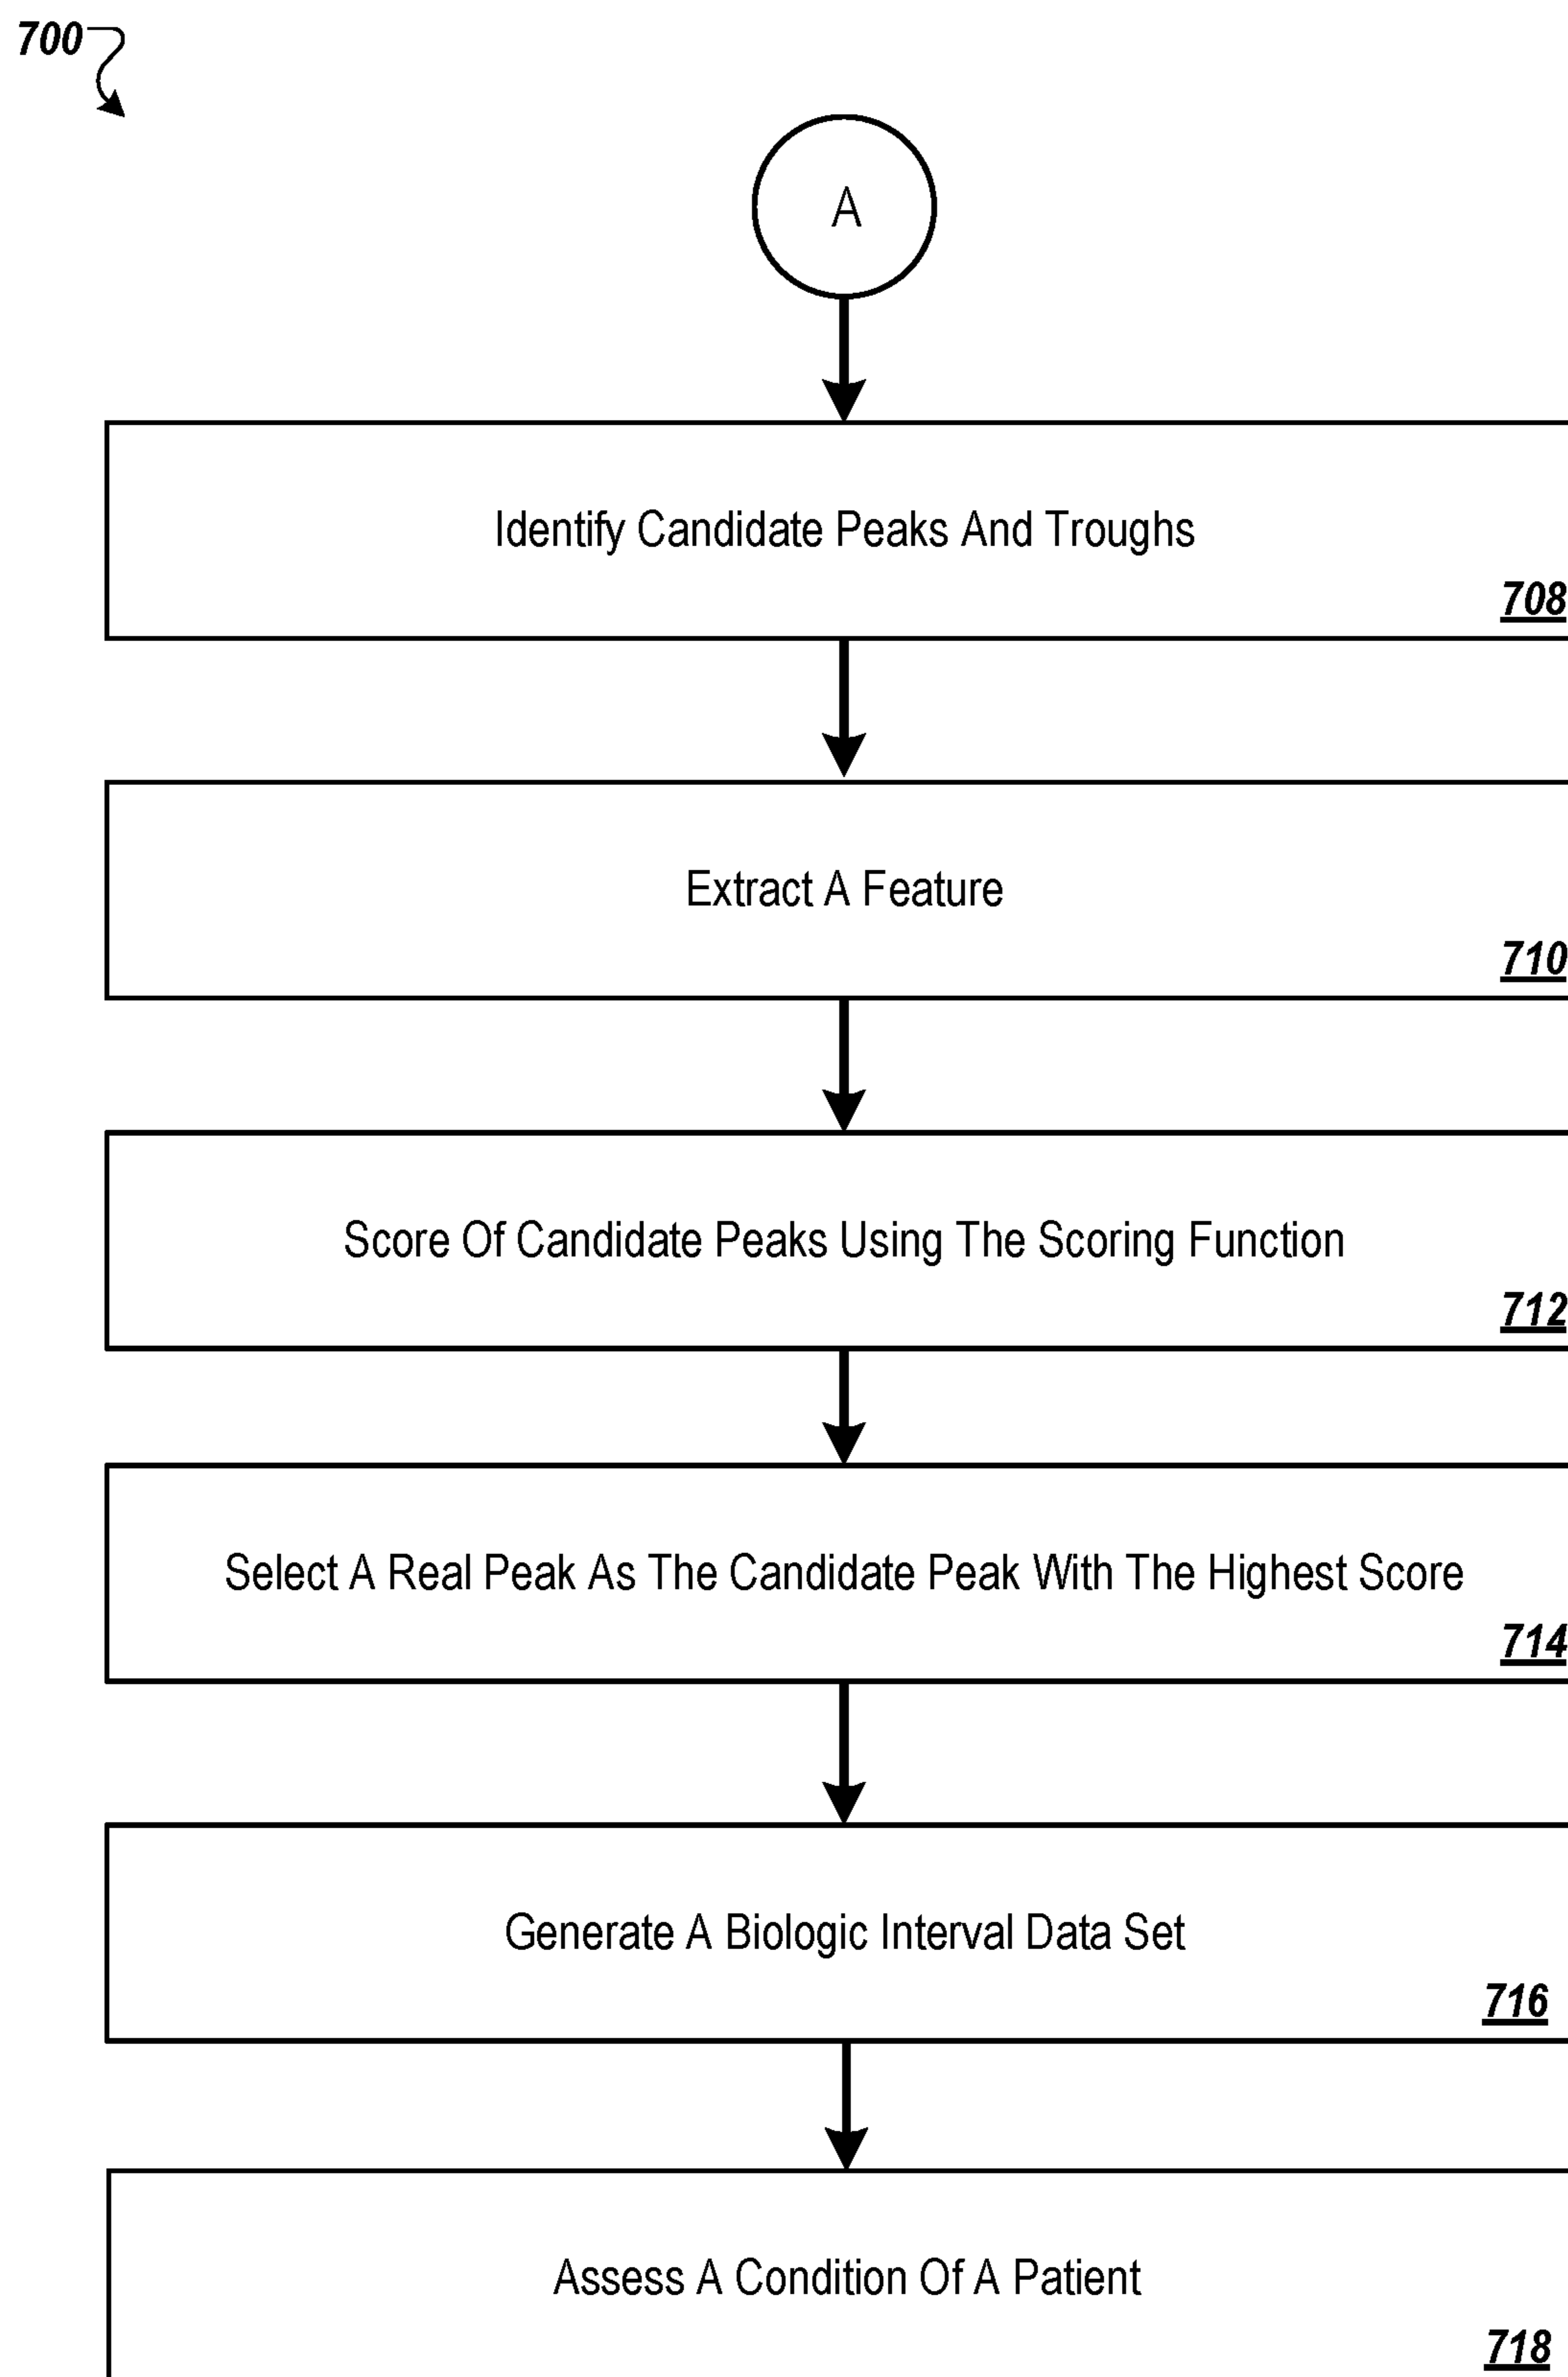 700
A
Identify Candidate Peaks And Troughs
708
Extract A Feature
710
Score Of Candidate Peaks Using The Scoring Function
712
Select A Real Peak As The Candidate Peak With The Highest Score
714
Generate A Biologic Interval Data Set
716
Assess A Condition Of A Patient
718